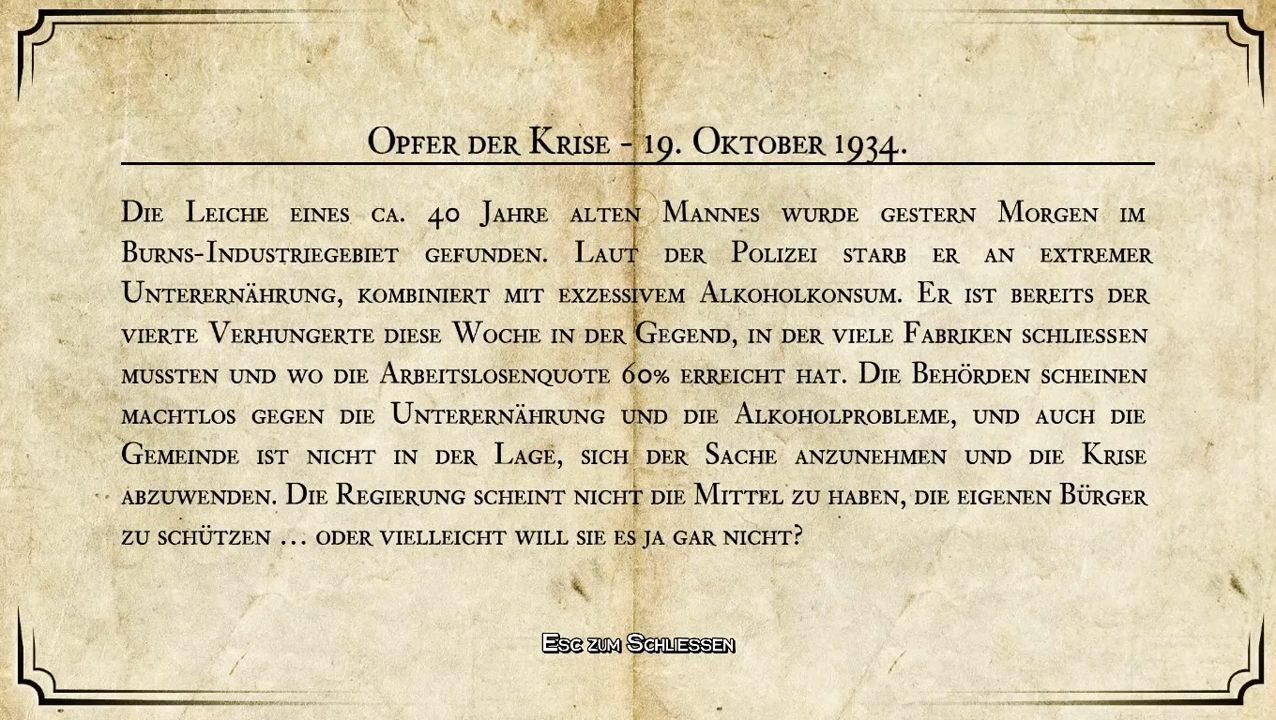 Opfer der Krise - 19. Oktober 1934.
Die Leiche eines ca. 40 Jahre alten Mannes wurde gestern Morgen im
Burns-Industriegebiet gefunden. Laut der Polizei starb er an extremer
Unterernährung, kombiniert mit exzessivem Alkoholkonsum. Er ist bereits der
vierte Verhungerte diese Woche in der Gegend, in der viele Fabriken schliessen
mussten und wo die Arbeitslosenquote 60% erreicht hat. Die Behörden scheinen
machtlos gegen die Unterernährung und die Alkoholprobleme, und auch die
Gemeinde ist nicht in der Lage, sich der Sache anzunehmen und die Krise
abzuwenden. Die Regierung scheint nicht die Mittel zu haben, die eigenen Bürger
zu schützen ... oder vielleicht will sie es ja gar nicht?
Esc zum Schliessen